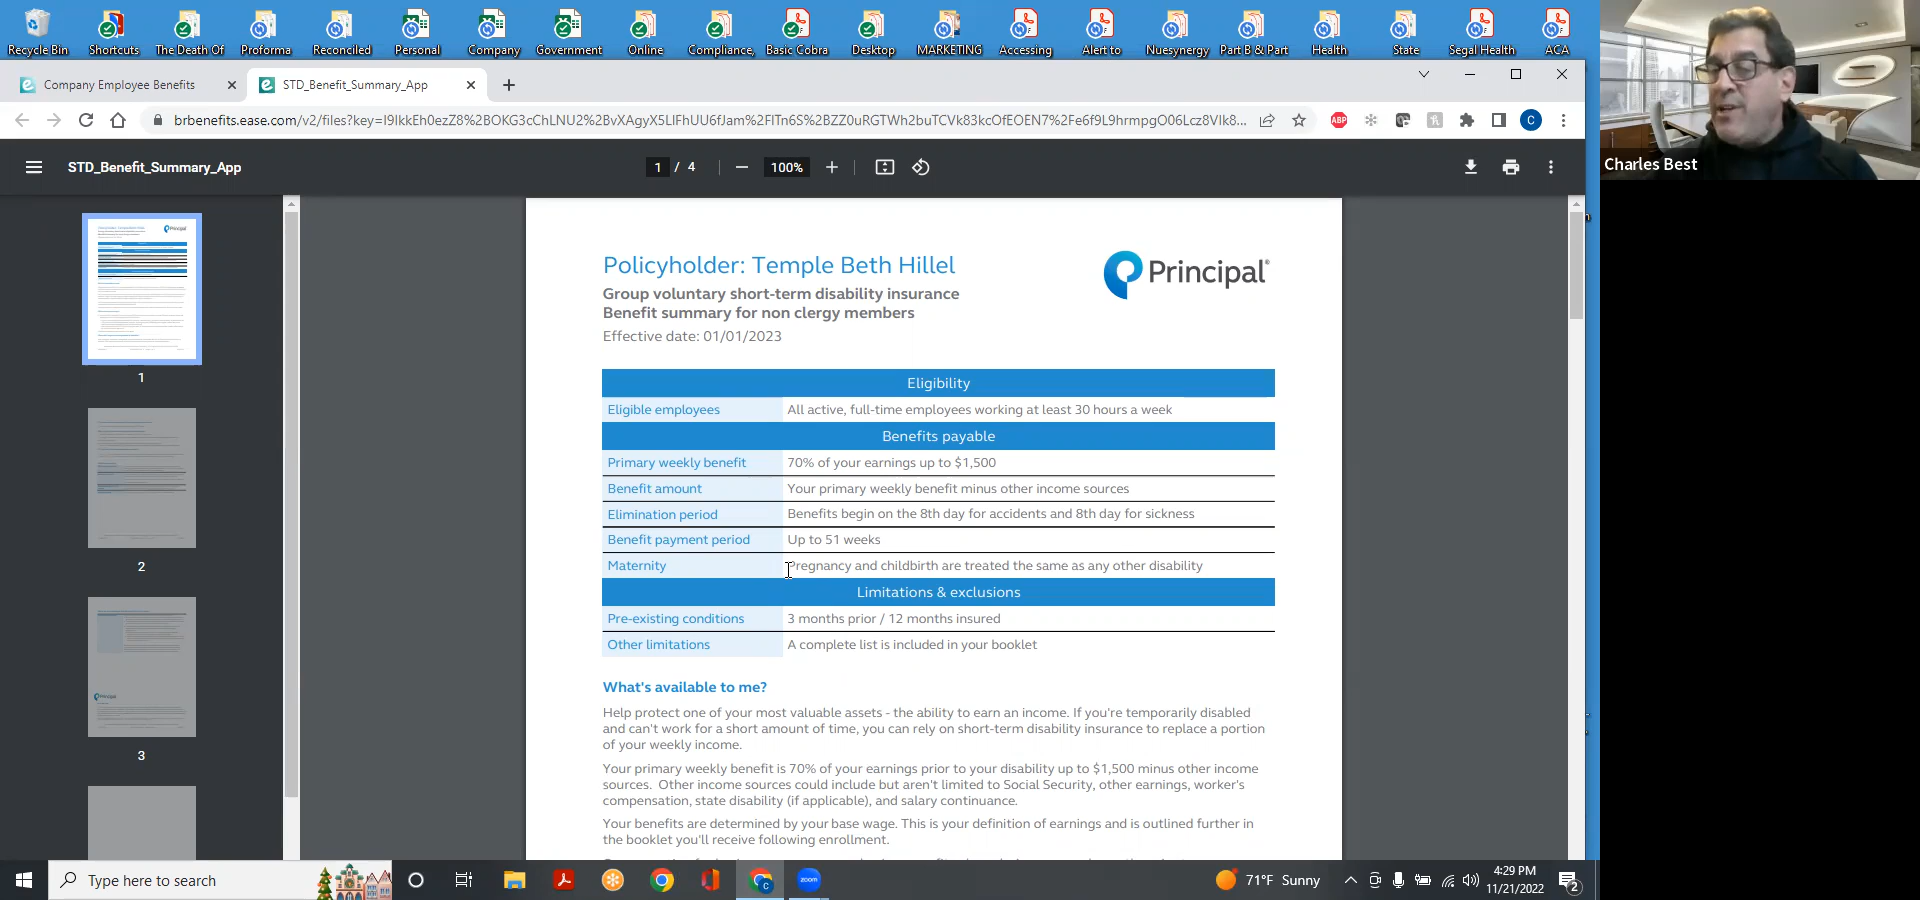 Recycle Bin
Shortcuts
The Death Of
Proforma
Reconciled
Personal
Company
Government
Online
Compliance,
Basic Cobra
Desktop
MARKETING
Accessing
Alert to
Nuesynergy
Part B & Part
Health
State
Segal Health
ACA
Company Employee Benefits
STD_Benefit_Summary_App
brbenefits.ease.com/v2/files?key=
ABP
C
STD_Benefit_Summary_App
1 / 4
100%
Charles Best
1
2
3
Policyholder: Temple Beth Hillel
Principal®
Group voluntary short-term disability insurance
Benefit summary for non clergy members
Effective date: 01/01/2023
Eligibility
Eligible employees All active, full-time employees working at least 30 hours a week
Benefits payable
Primary weekly benefit 70% of your earnings up to $1,500
Benefit amount Your primary weekly benefit minus other income sources
Elimination period Benefits begin on the 8th day for accidents and 8th day for sickness
Benefit payment period Up to 51 weeks
Maternity Pregnancy and childbirth are treated the same as any other disability
Limitations & exclusions
Pre-existing conditions 3 months prior / 12 months insured
Other limitations A complete list is included in your booklet
What's available to me?
Help protect one of your most valuable assets - the ability to earn an income. If you're temporarily disabled
and can't work for a short amount of time, you can rely on short-term disability insurance to replace a portion
of your weekly income.
Your primary weekly benefit is 70% of your earnings prior to your disability up to $1,500 minus other income
sources. Other income sources could include but aren't limited to Social Security, other earnings, worker's
compensation, state disability (if applicable), and salary continuance.
Your benefits are determined by your base wage. This is your definition of earnings and is outlined further in
the booklet you'll receive following enrollment.
Type here to search
zoom
71°F Sunny
4:29 PM
11/21/2022
2